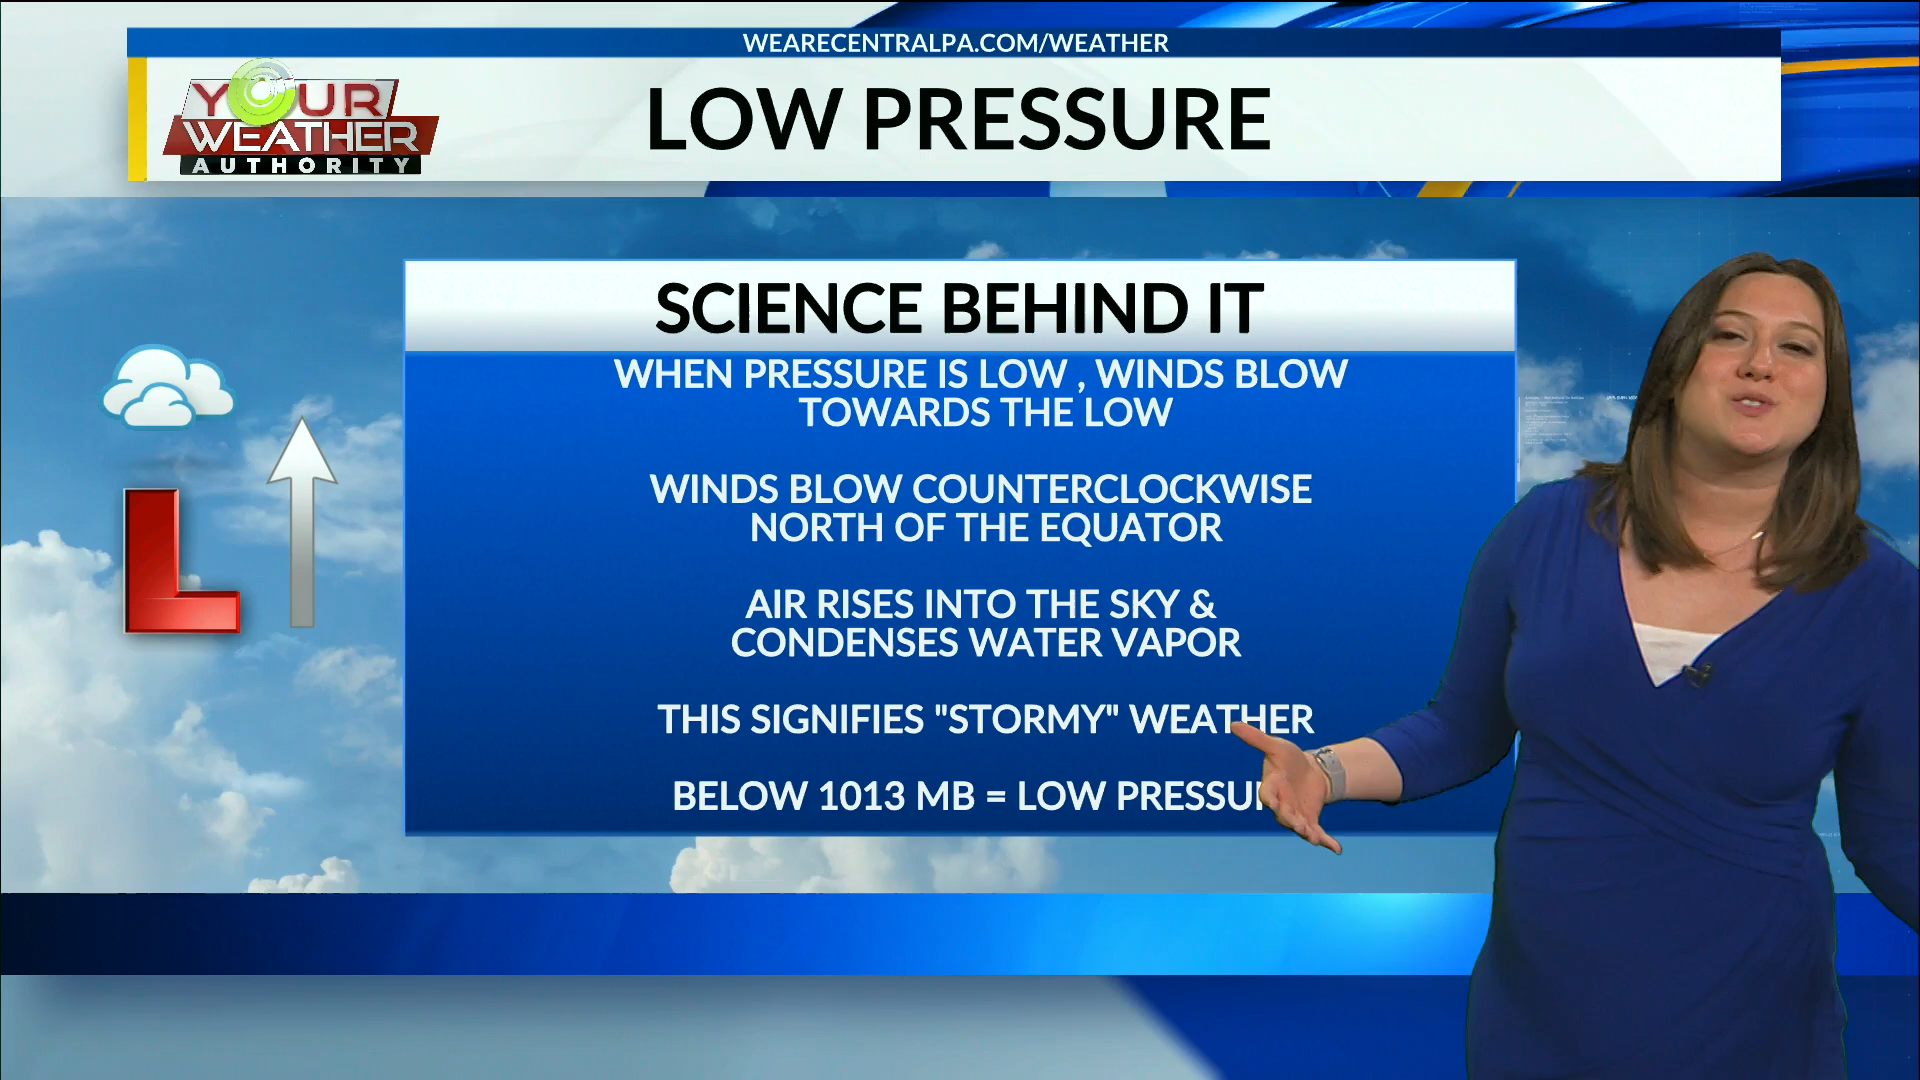 WEARECENTRALPA.COM/WEATHER
YOUR
WEATHER
AUTHORITY
LOW PRESSURE
SCIENCE BEHIND IT
WHEN PRESSURE IS LOW , WINDS BLOW
TOWARDS THE LOW
WINDS BLOW COUNTERCLOCKWISE
NORTH OF THE EQUATOR
AIR RISES INTO THE SKY &
CONDENSES WATER VAPOR
THIS SIGNIFIES "STORMY" WEATHER
BELOW 1013 MB = LOW PRESSU
L